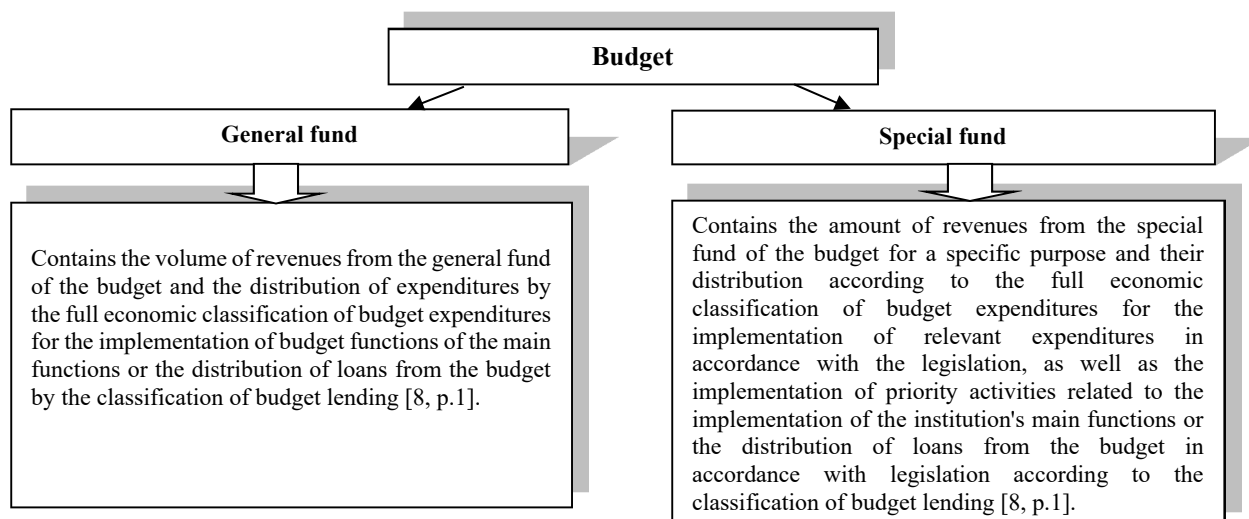 Budget
General fund
Special fund
Contains the volume of revenues from the general fund
of the budget and the distribution of expenditures by
the full economic classification of budget expenditures
for the implementation of budget functions of the main
functions or the distribution of loans from the budget
by the classification of budget lending [8, p.1].
Contains the amount of revenues from the special
fund of the budget for a specific purpose and their
distribution according to the full economic
classification of budget expenditures for the
implementation of relevant expenditures in
accordance with the legislation, as well as the
implementation of priority activities related to the
implementation of the institution's main functions or
the distribution of loans from the budget in
accordance with legislation according to the
classification of budget lending [8, p.1].